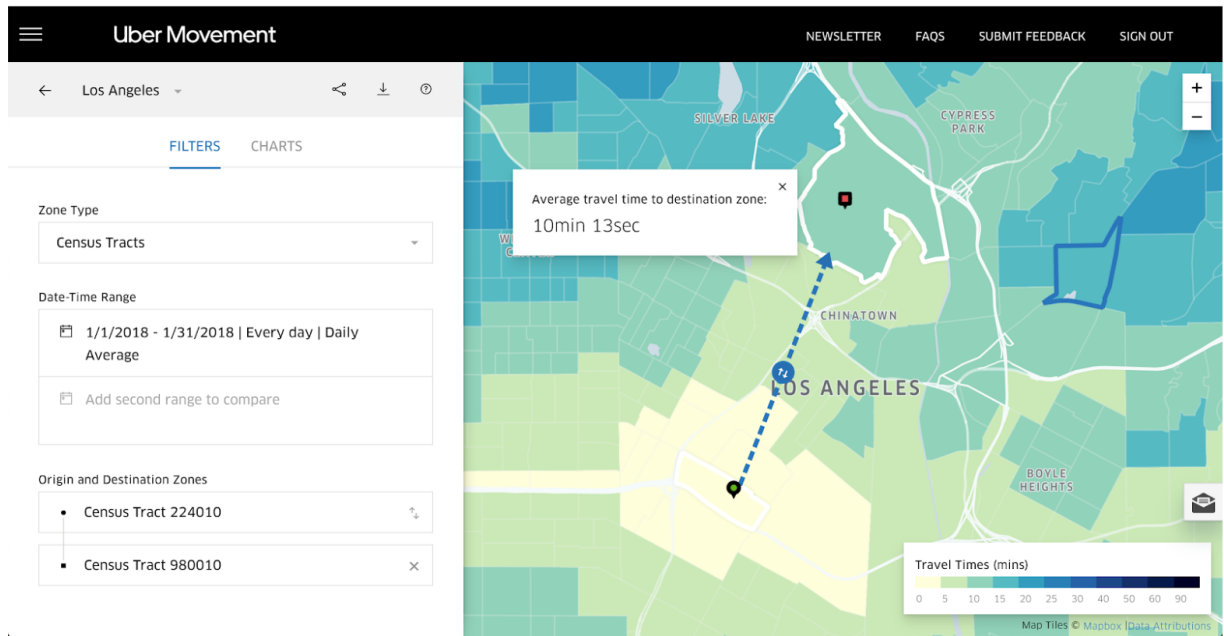 Uber Movement
NEWSLETTER
FAQS
SUBMIT FEEDBACK
SIGN OUT
Los Angeles
FILTERS
CHARTS
Zone Type
Census Tracts
Date-Time Range
1/1/2018 - 1/31/2018 | Every day | Daily
Average
Add second range to compare
Origin and Destination Zones
Census Tract 224010
Census Tract 980010
SILVER LAKE
CYPRESS
PARK
Average travel time to destination zone:
10min 13sec
CHINATOWN
LOS ANGELES
BOYLE
HEIGHTS
Travel Times (mins)
0 5 10 15 20 25 30 40 50 60 90
Map Tiles © Mapbox |Data Attributions